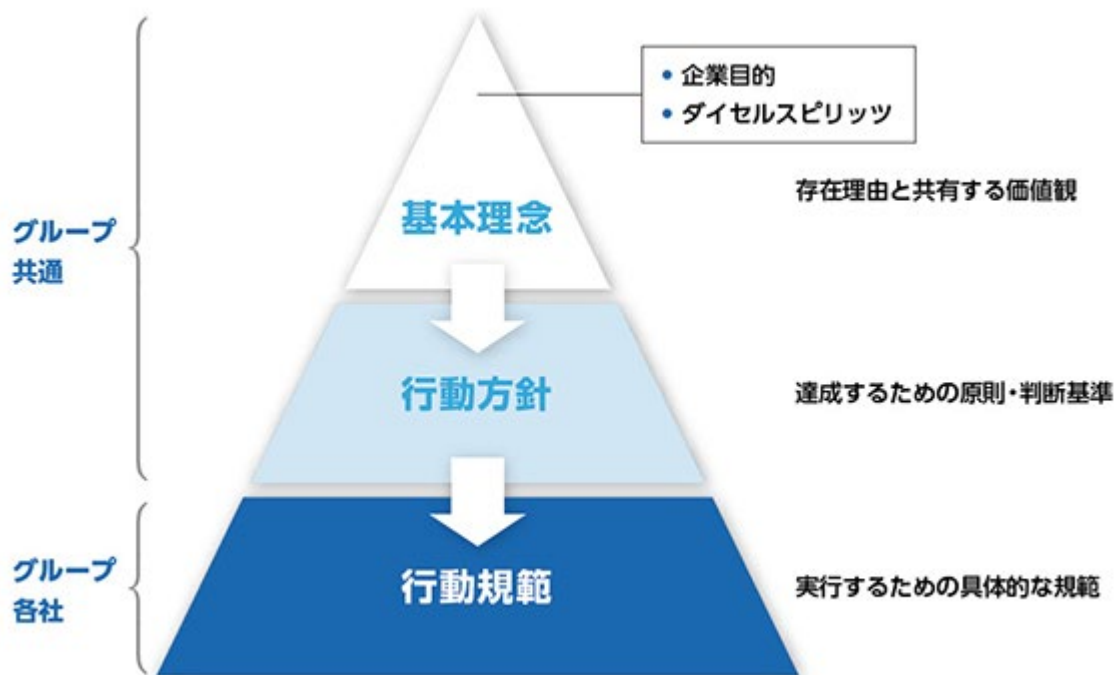 • 企業目的
• ダイセルスピリッツ
存在理由と共有する価値観
基本理念
グループ
共通
行動方針
達成するための原則・判断基準
グループ
各社
行動規範
実行するための具体的な規範